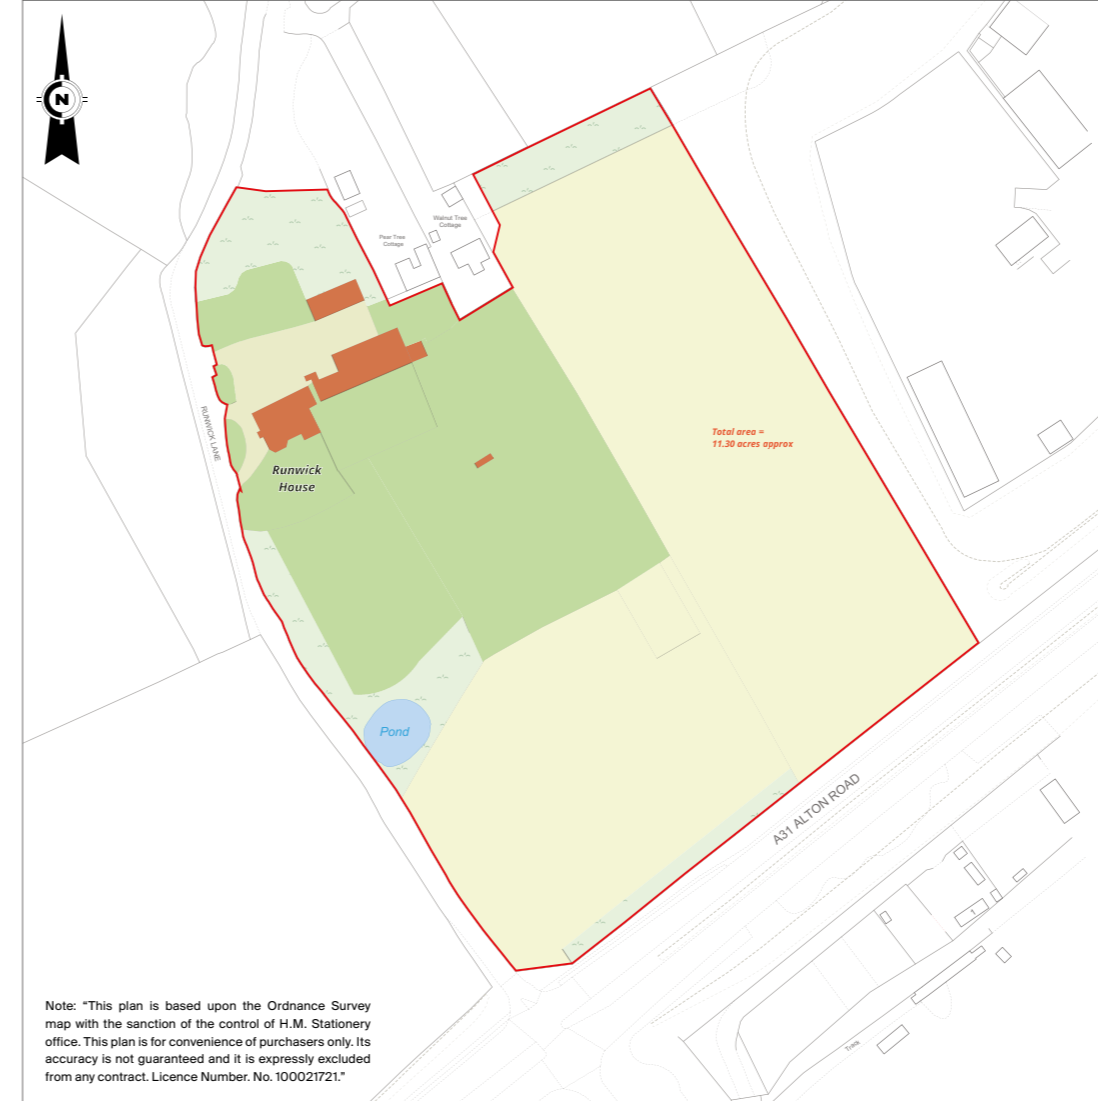 N
Pear Tree
Cottage
Walnut Tree
Cottage
RUNWICK LANE
Total area =
11.30 acres approx
Runwick
House
Pond
A31 ALTON ROAD
1
Track
Note: “This plan is based upon the Ordnance Survey
map with the sanction of the control of H.M. Stationery
office. This plan is for convenience of purchasers only. Its
accuracy is not guaranteed and it is expressly excluded
from any contract. Licence Number. No. 100021721.”